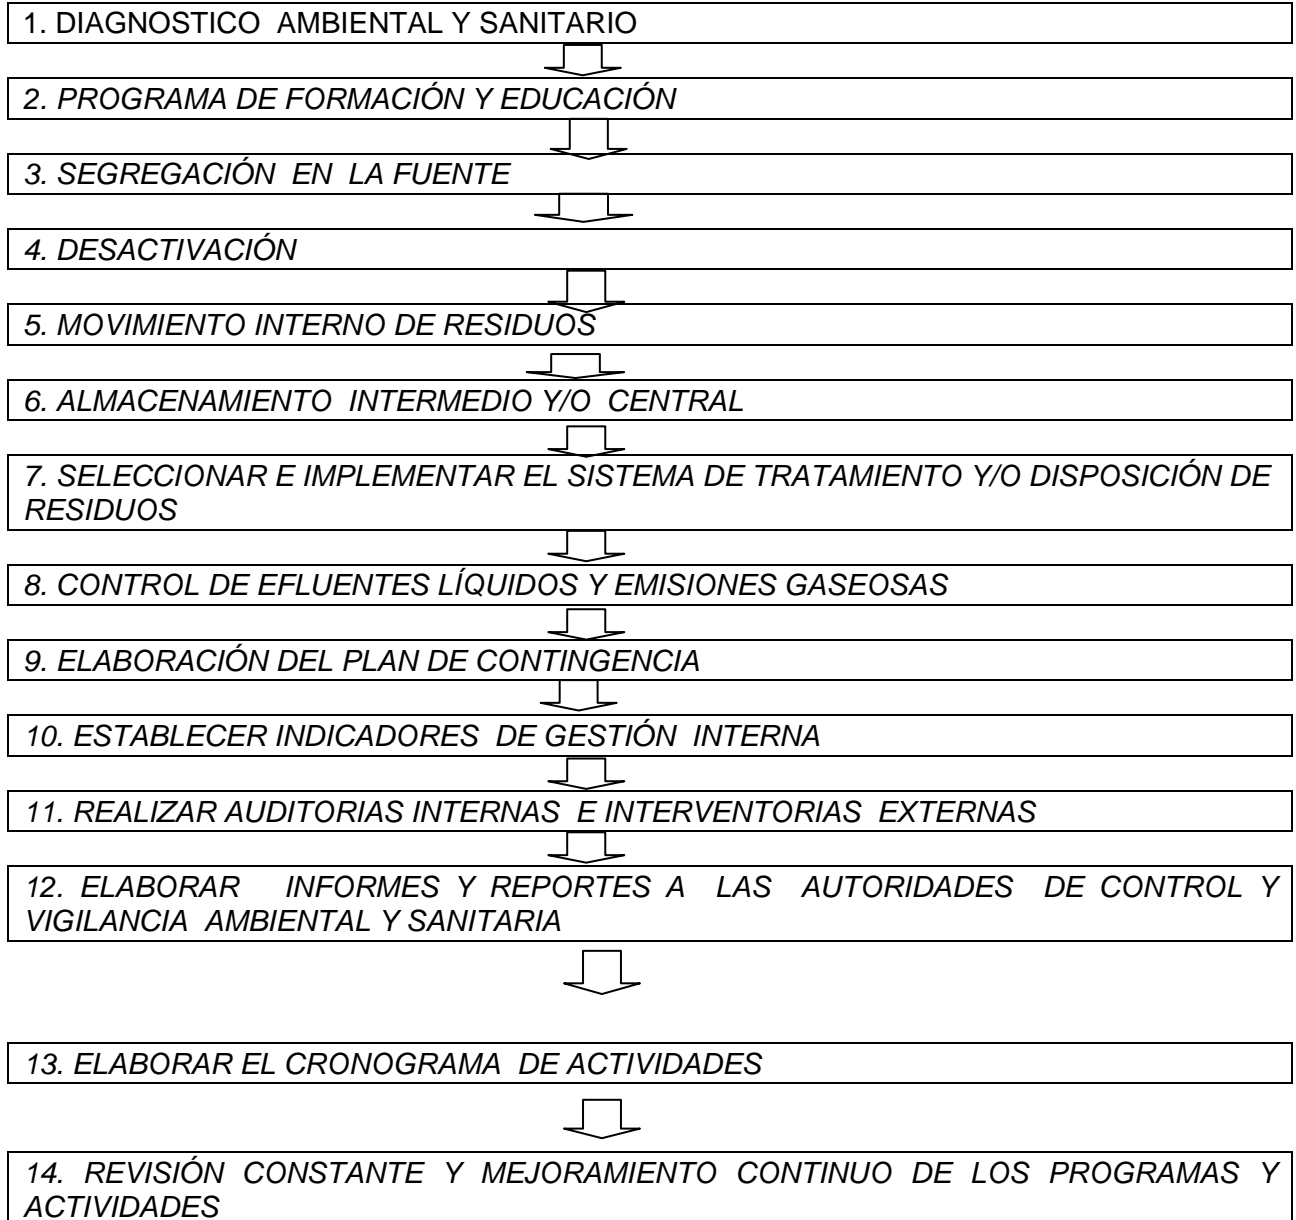 1. DIAGNOSTICO AMBIENTAL Y SANITARIO
2. PROGRAMA DE FORMACIÓN Y EDUCACIÓN
3. SEGREGACIÓN EN LA FUENTE
4. DESACTIVACIÓN
5. MOVIMIENTO INTERNO DE RESIDUOS
6. ALMACENAMIENTO INTERMEDIO Y/O CENTRAL
7. SELECCIONAR E IMPLEMENTAR EL SISTEMA DE TRATAMIENTO Y/O DISPOSICIÓN DE
RESIDUOS
8. CONTROL DE EFLUENTES LÍQUIDOS Y EMISIONES GASEOSAS
9. ELABORACIÓN DEL PLAN DE CONTINGENCIA
10. ESTABLECER INDICADORES DE GESTIÓN INTERNA
11. REALIZAR AUDITORIAS INTERNAS E INTERVENTORIAS EXTERNAS
12. ELABORAR INFORMES Y REPORTES A LAS AUTORIDADES DE CONTROL Y
VIGILANCIA AMBIENTAL Y SANITARIA
13. ELABORAR EL CRONOGRAMA DE ACTIVIDADES
14. REVISIÓN CONSTANTE Y MEJORAMIENTO CONTINUO DE LOS PROGRAMAS Y
ACTIVIDADES